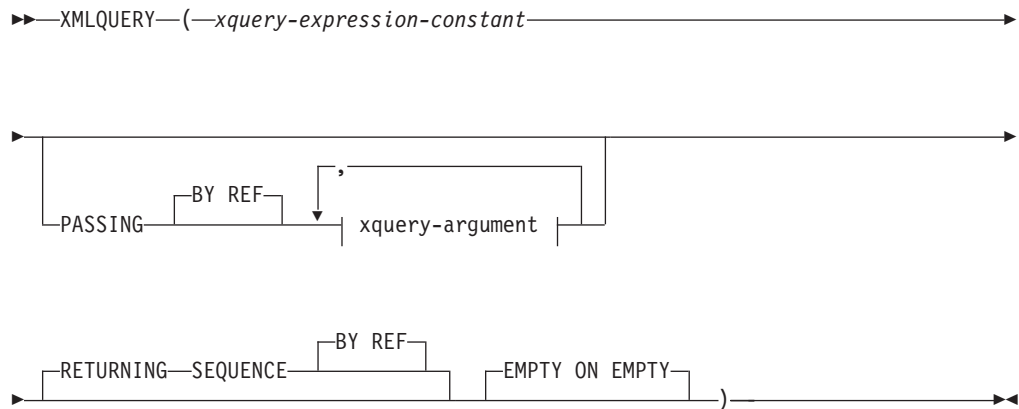 XMLQUERY ( xquery-expression-constant
,
BY REF
PASSING xquery-argument
BY REF
RETURNING SEQUENCE EMPTY ON EMPTY
)